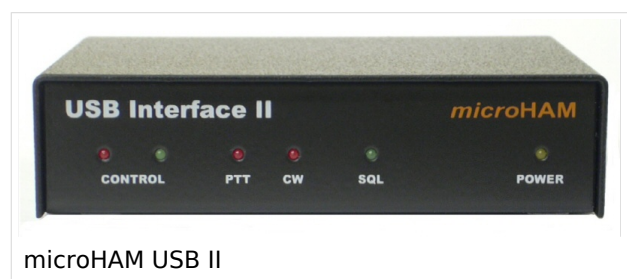 USB Interface II microHAM
CONTROL PTT CW SQL POWER
microHAM USB II